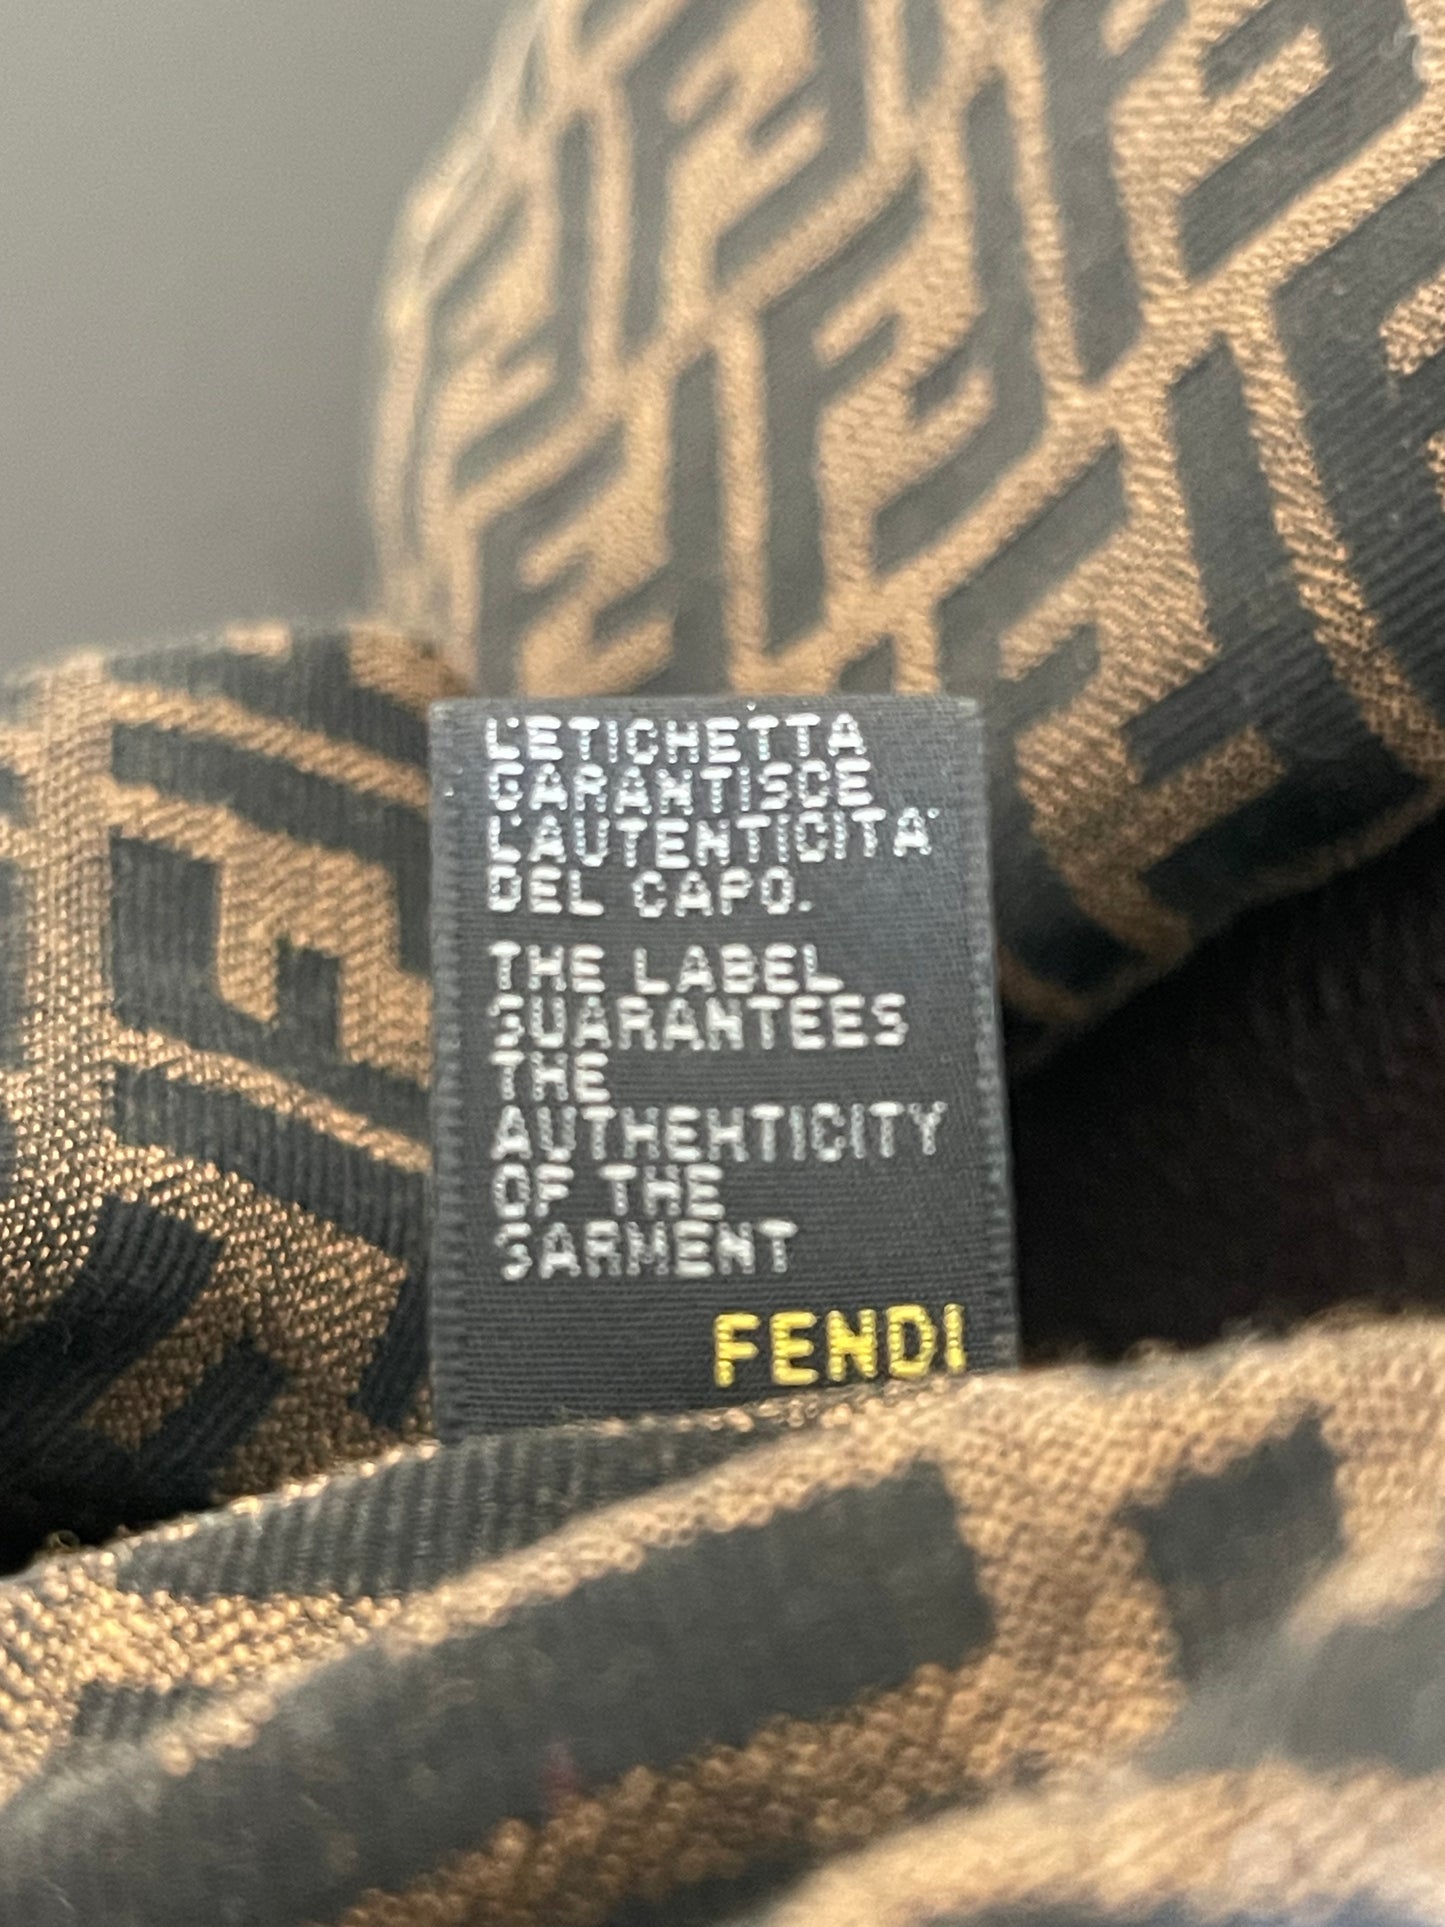 L'ETICHETTA
GARANTISCE
L'AUTENTICITA'
DEL CAPO.
THE LABEL
GUARANTEES
THE
AUTHENTICITY
OF THE
GARMENT
FENDI